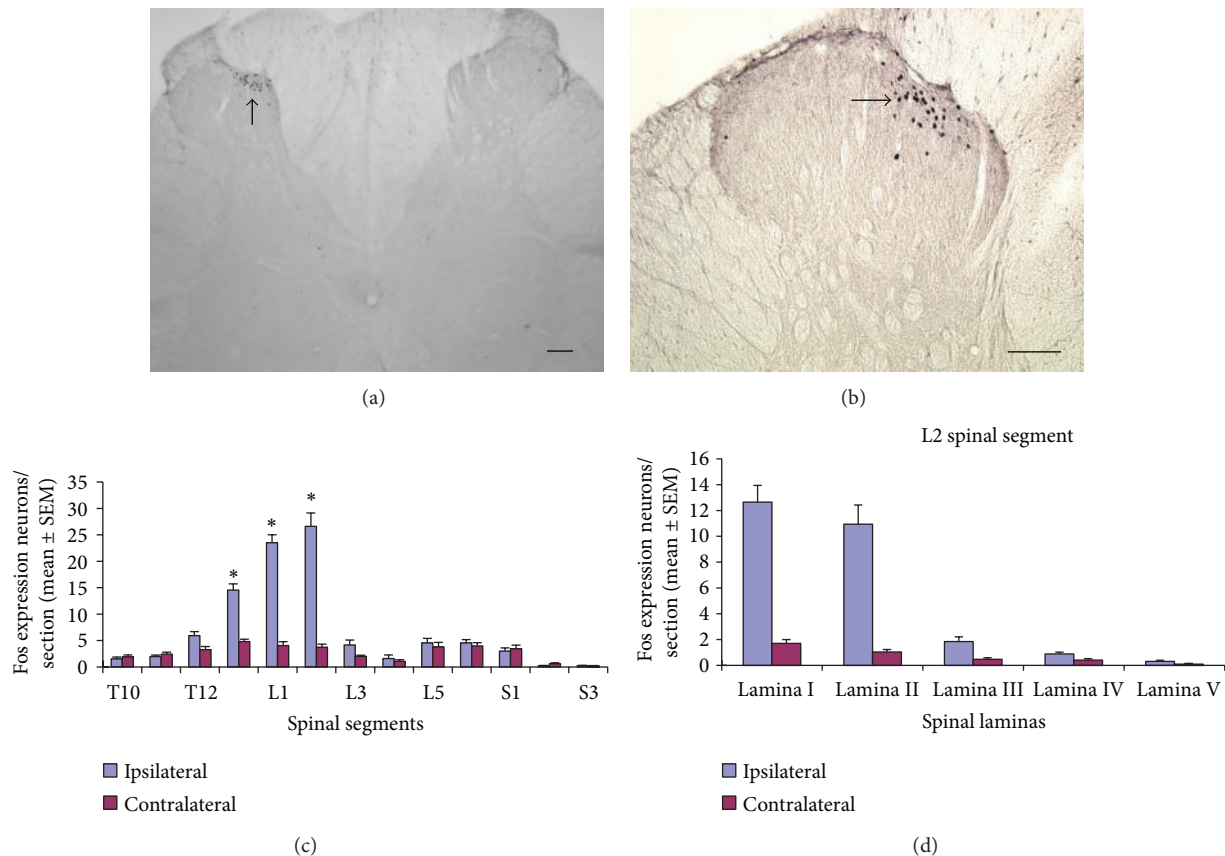 (a)
(b)
Fos expression neurons/
section (mean ± SEM)
35
30
25
20
15
10
5
0
*
*
*
T10
T12
L1
L3
L5
S1
S3
Spinal segments
Ipsilateral
Contralateral
(c)
L2 spinal segment
Fos expression neurons/
section (mean ± SEM)
16
14
12
10
8
6
4
2
0
Lamina I
Lamina II
Lamina III
Lamina IV
Lamina V
Spinal laminas
Ipsilateral
Contralateral
(d)